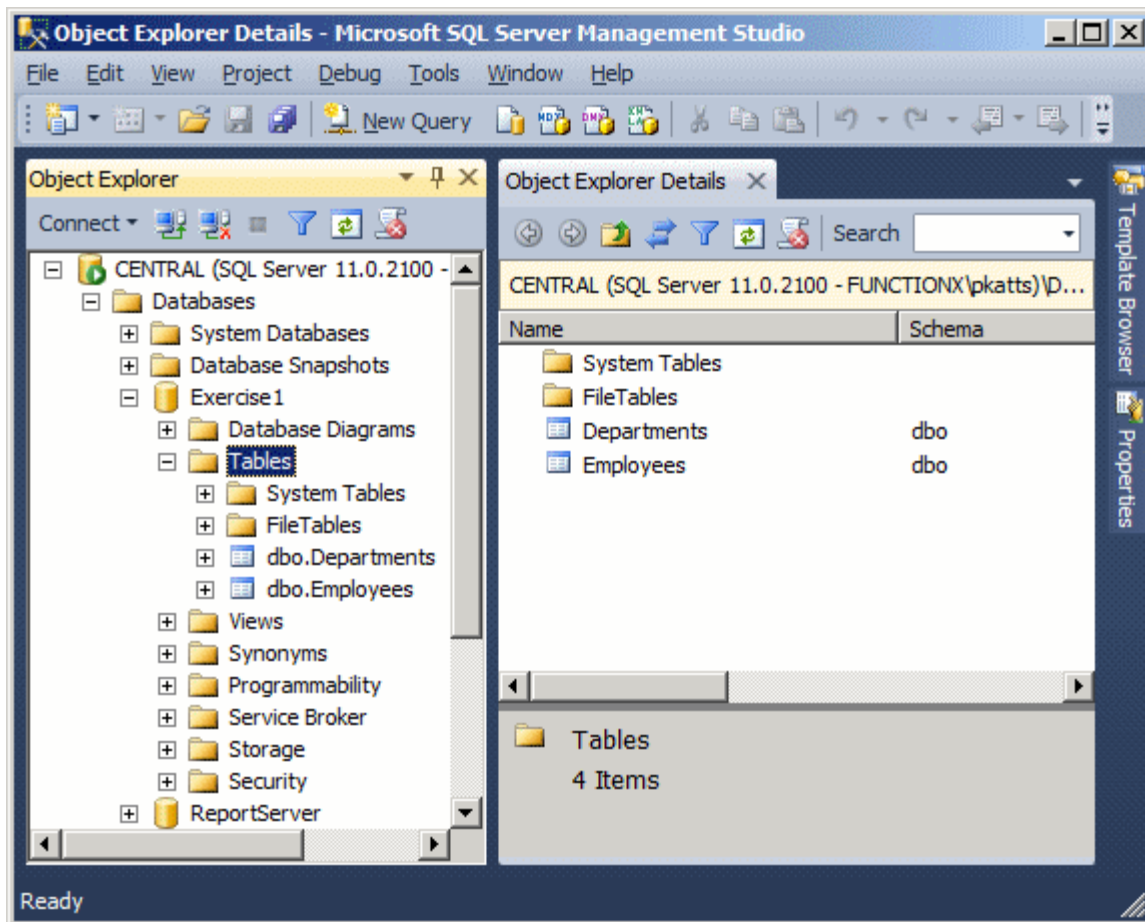 Object Explorer Details - Microsoft SQL Server Management Studio
File Edit View Project Debug Tools Window Help
New Query
Object Explorer
Connect
CENTRAL (SQL Server 11.0.2100 -
Databases
System Databases
Database Snapshots
Exercise1
Database Diagrams
Tables
System Tables
FileTables
dbo.Departments
dbo.Employees
Views
Synonyms
Programmability
Service Broker
Storage
Security
ReportServer
Object Explorer Details
Search
CENTRAL (SQL Server 11.0.2100 - FUNCTIONX\pkatts)\D...
Name Schema
System Tables
FileTables
Departments dbo
Employees dbo
Tables
4 Items
Template Browser
Properties
Ready